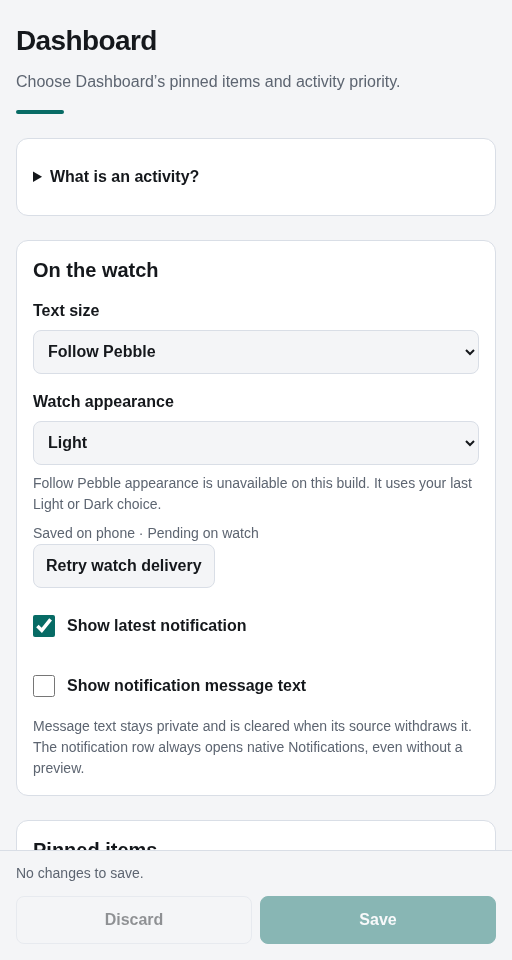 Dashboard
Choose Dashboard’s pinned items and activity priority.
What is an activity?
On the watch
Text size
Follow Pebble
Watch appearance
Light
Follow Pebble appearance is unavailable on this build. It uses your last
Light or Dark choice.
Saved on phone · Pending on watch
Retry watch delivery
Show latest notification
Show notification message text
Message text stays private and is cleared when its source withdraws it.
The notification row always opens native Notifications, even without a
preview.
Pinned items
No changes to save.
Discard
Save